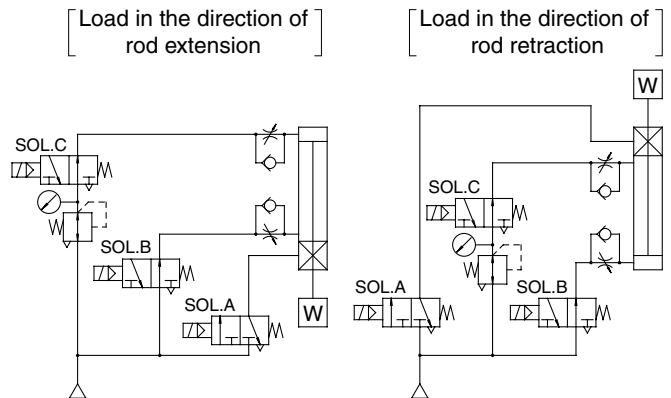 Load in the direction of
rod extension
Load in the direction of
rod retraction
SOL.C
SOL.B
SOL.A
W
W
SOL.C
SOL.A
SOL.B